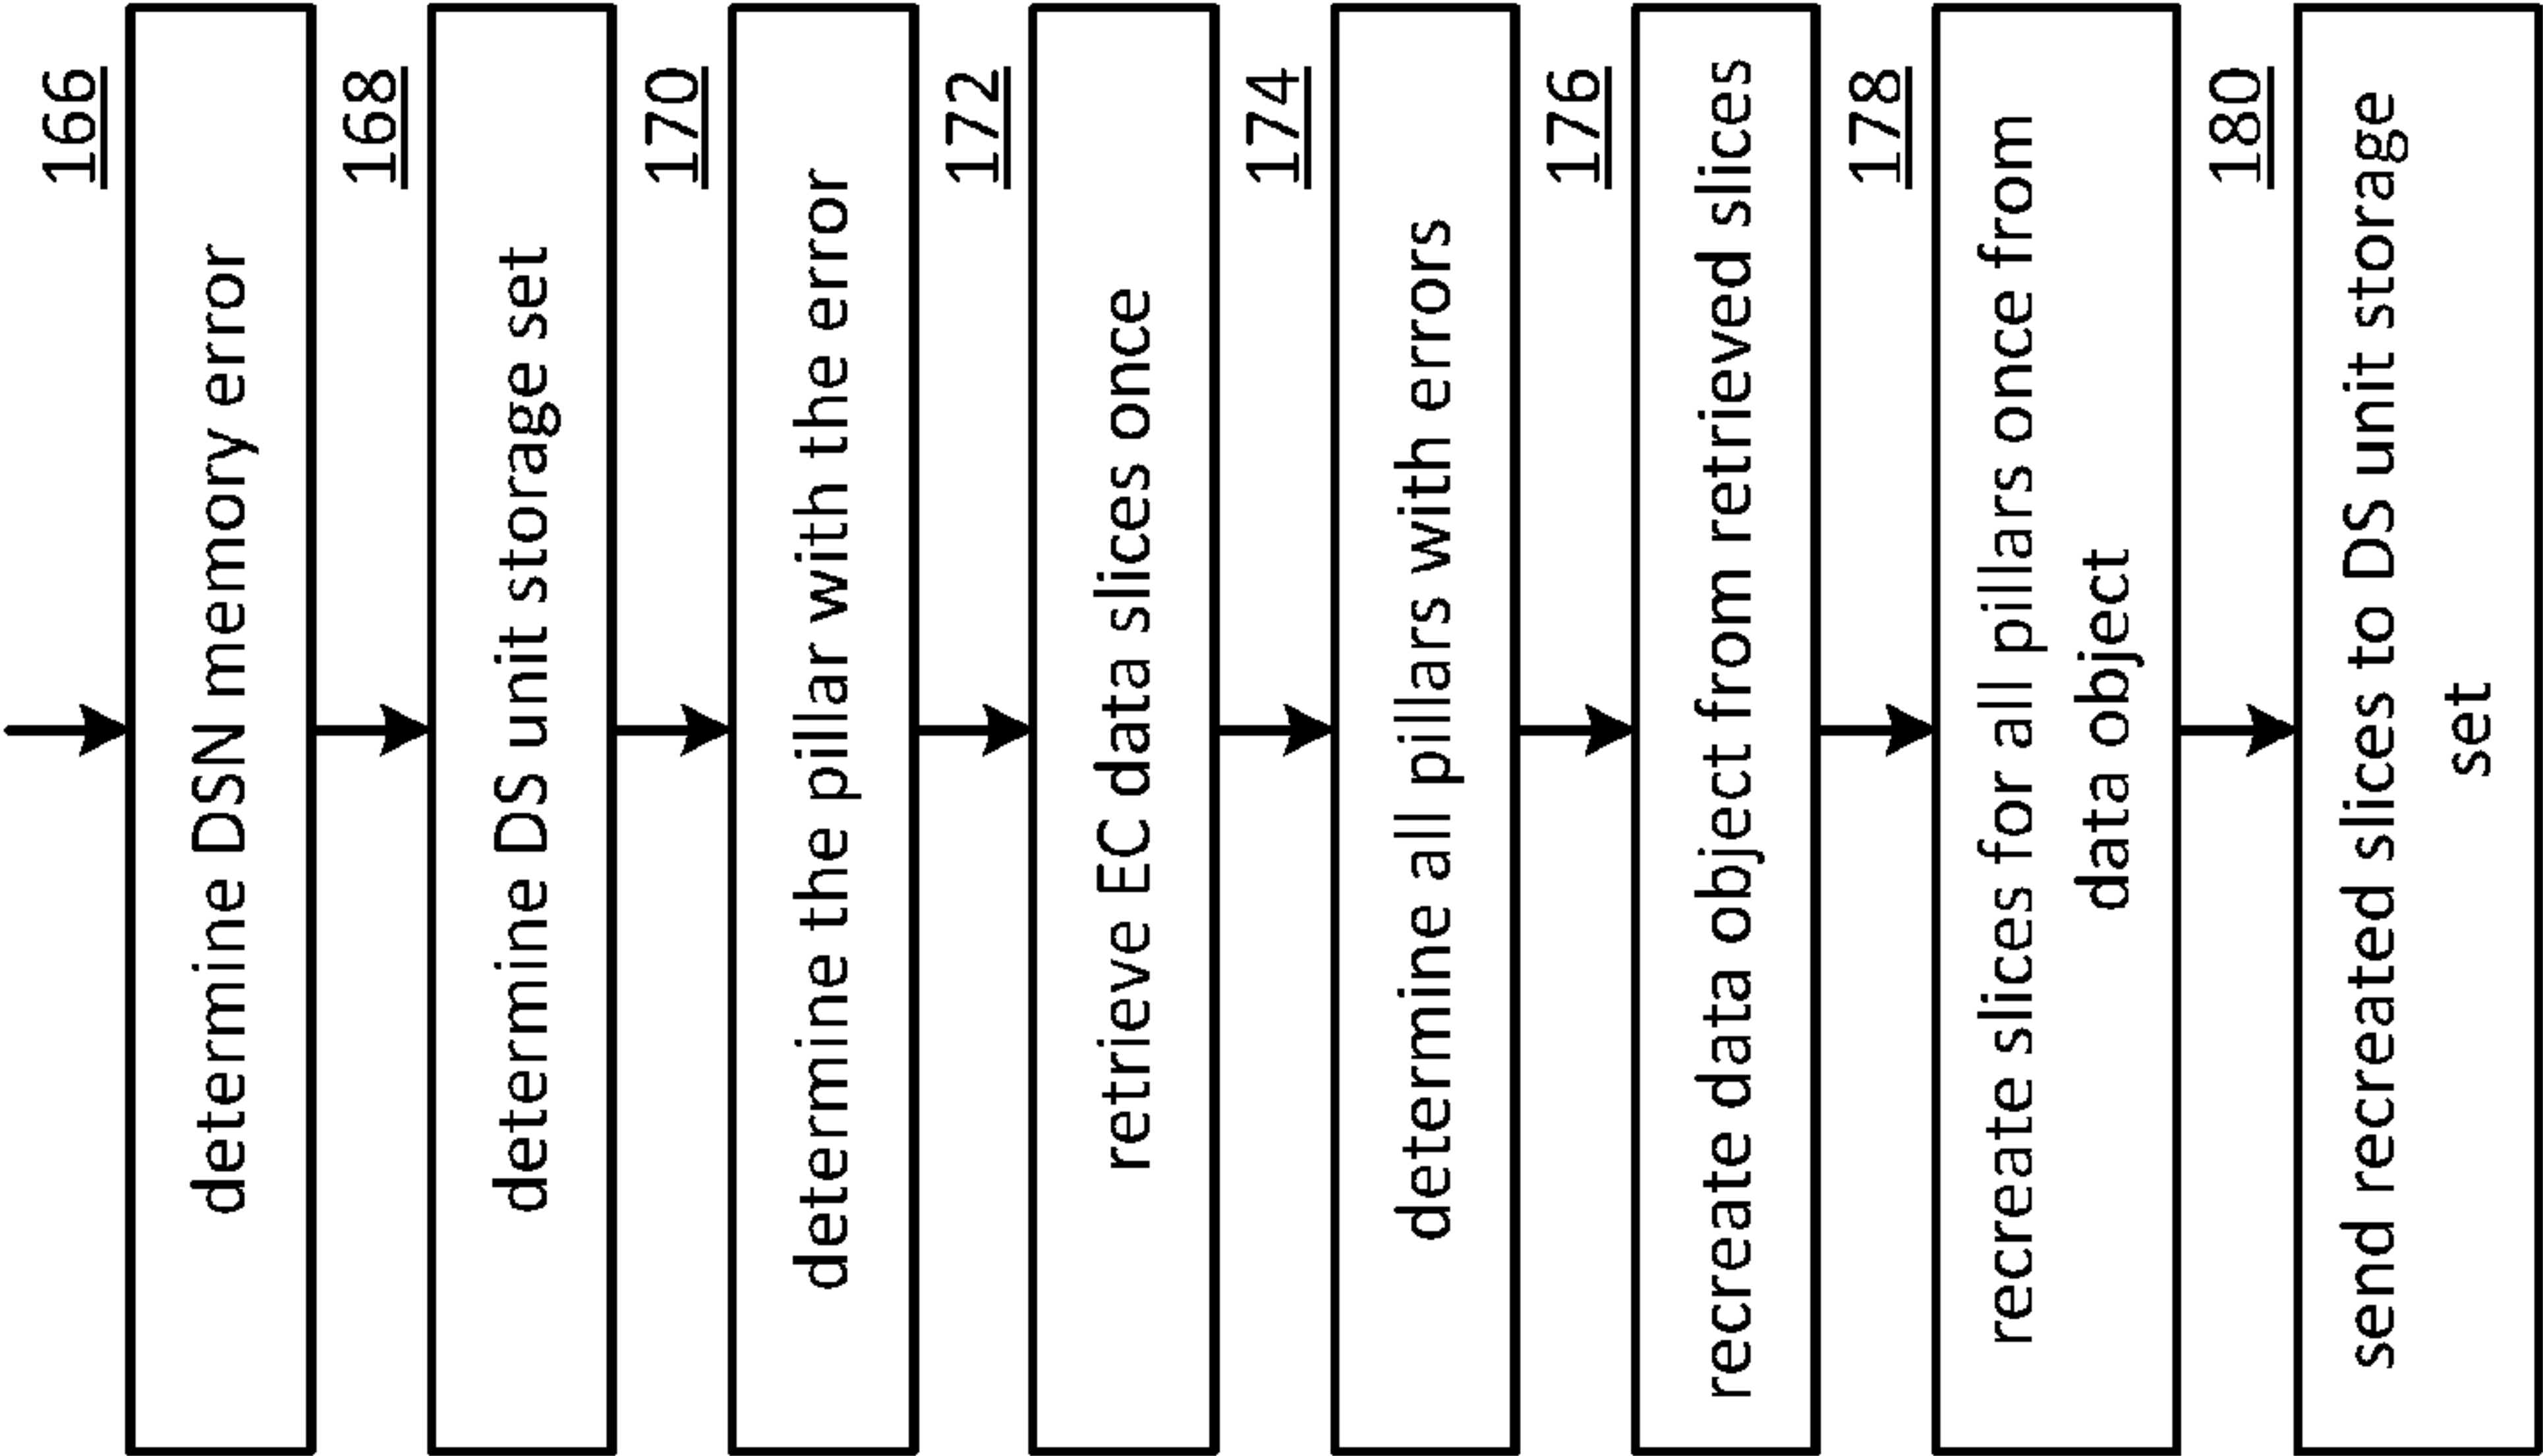 166
determine DSN memory error
168
determine DS unit storage set
170
determine the pillar with the error
172
retrieve EC data slices once
174
determine all pillars with errors
176
recreate data object from retrieved slices
178
recreate slices for all pillars once from
data object
180
send recreated slices to DS unit storage
set